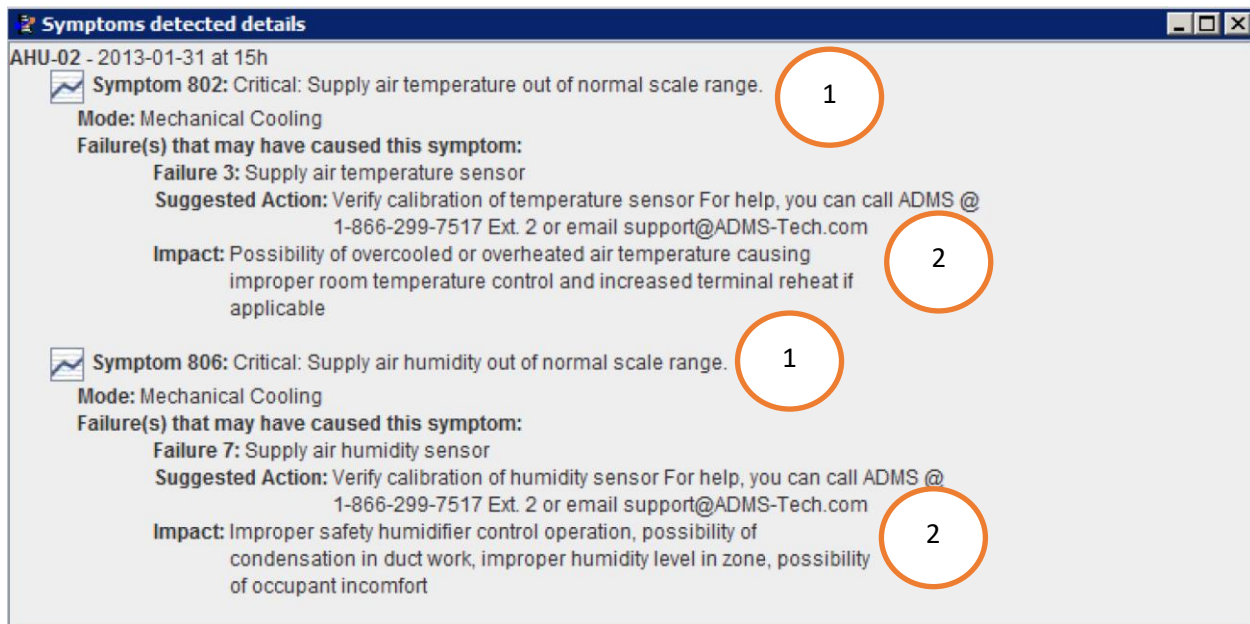 Symptoms detected details
AHU-02 - 2013-01-31 at 15h
Symptom 802: Critical: Supply air temperature out of normal scale range.
1
Mode: Mechanical Cooling
Failure(s) that may have caused this symptom:
Failure 3: Supply air temperature sensor
Suggested Action: Verify calibration of temperature sensor For help, you can call ADMS @
1-866-299-7517 Ext. 2 or email support@ADMS-Tech.com
Impact: Possibility of overcooled or overheated air temperature causing
2
improper room temperature control and increased terminal reheat if
applicable
Symptom 806: Critical: Supply air humidity out of normal scale range.
1
Mode: Mechanical Cooling
Failure(s) that may have caused this symptom:
Failure 7: Supply air humidity sensor
Suggested Action: Verify calibration of humidity sensor For help, you can call ADMS @
1-866-299-7517 Ext. 2 or email support@ADMS-Tech.com
Impact: Improper safety humidifier control operation, possibility of
2
condensation in duct work, improper humidity level in zone, possibility
of occupant incomfort